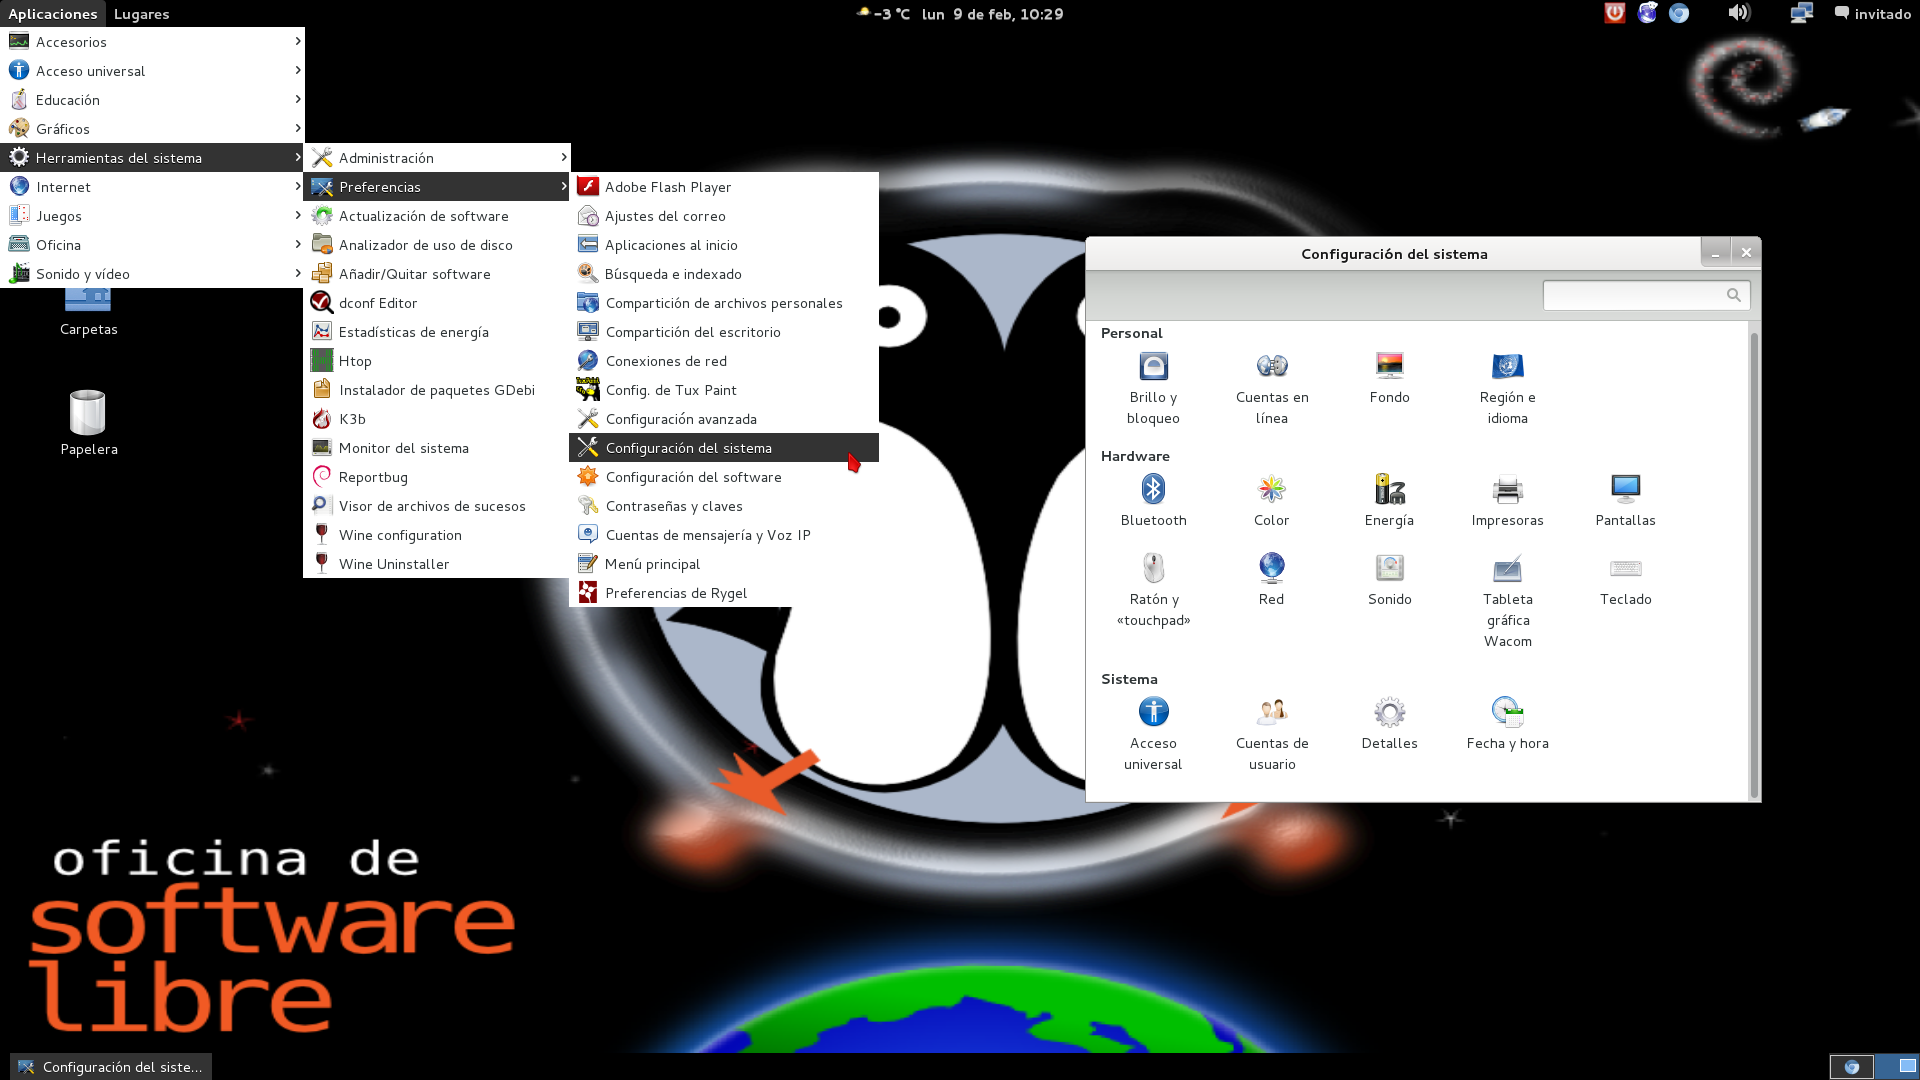 Aplicaciones Lugares
-3 °C lun 9 de feb, 10:29
invitado
Accesorios
Acceso universal
Educación
Gráficos
Herramientas del sistema
Internet
Juegos
Oficina
Sonido y vídeo
Administración
Preferencias
Actualización de software
Analizador de uso de disco
Añadir/Quitar software
dconf Editor
Estadísticas de energía
Htop
Instalador de paquetes GDebi
K3b
Monitor del sistema
Reportbug
Visor de archivos de sucesos
Wine configuration
Wine Uninstaller
Adobe Flash Player
Ajustes del correo
Aplicaciones al inicio
Búsqueda e indexado
Compartición de archivos personales
Compartición del escritorio
Conexiones de red
Config. de Tux Paint
Configuración avanzada
Configuración del sistema
Configuración del software
Contraseñas y claves
Cuentas de mensajería y Voz IP
Menú principal
Preferencias de Rygel
Carpetas
Papelera
Configuración del sistema
Personal
Brillo y
bloqueo
Cuentas en
línea
Fondo
Región e
idioma
Hardware
Bluetooth
Color
Energía
Impresoras
Pantallas
Ratón y
«touchpad»
Red
Sonido
Tableta
gráfica
Wacom
Teclado
Sistema
Acceso
universal
Cuentas de
usuario
Detalles
Fecha y hora
oficina de
software
libre
Configuración del siste...